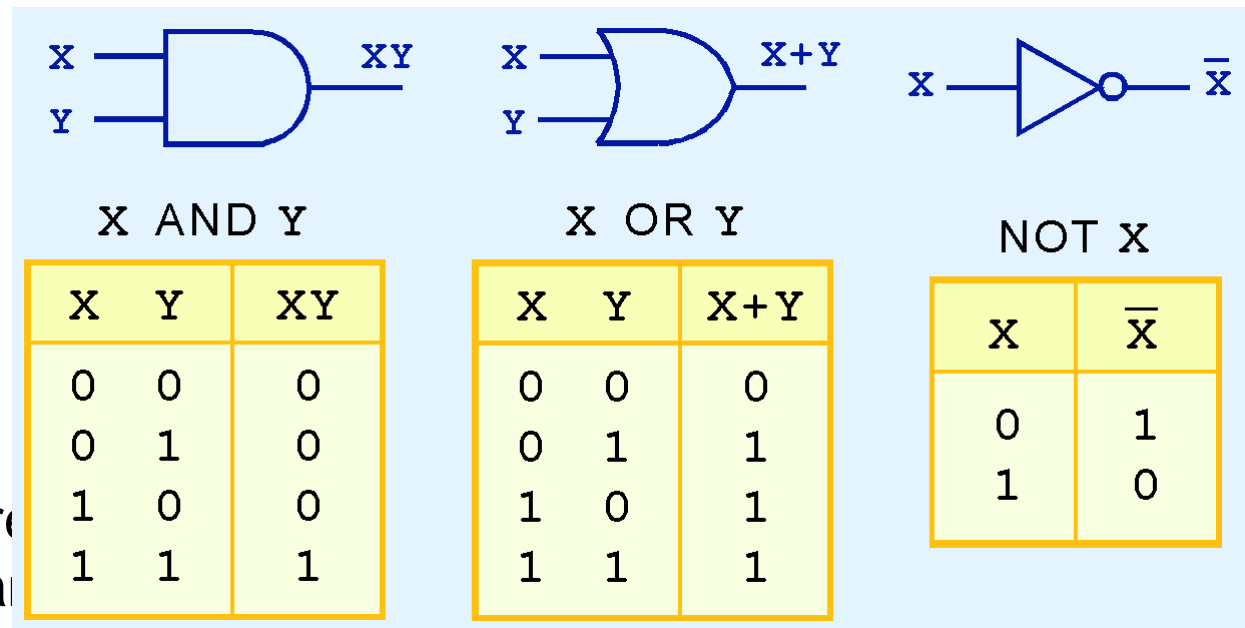 X
Y
XY
X
Y
X+Y
X
X̅
X AND Y
X Y XY
0 0 0
0 1 0
1 0 0
1 1 1
X OR Y
X Y X+Y
0 0 0
0 1 1
1 0 1
1 1 1
NOT X
X X̅
0 1
1 0